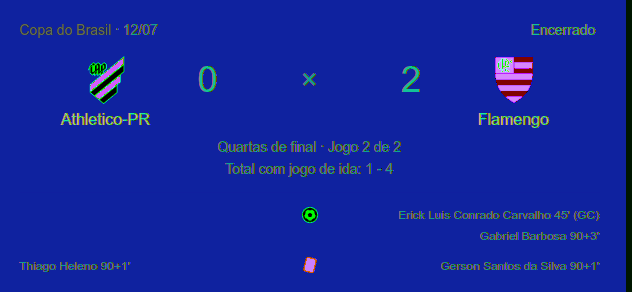 Copa do Brasil · 12/07
Encerrado
CAP
0 × 2
Athletico-PR
Flamengo
Quartas de final · Jogo 2 de 2
Total com jogo de ida: 1 - 4
Erick Luis Conrado Carvalho 45' (GC)
Gabriel Barbosa 90+3'
Thiago Heleno 90+1'
Gerson Santos da Silva 90+1'